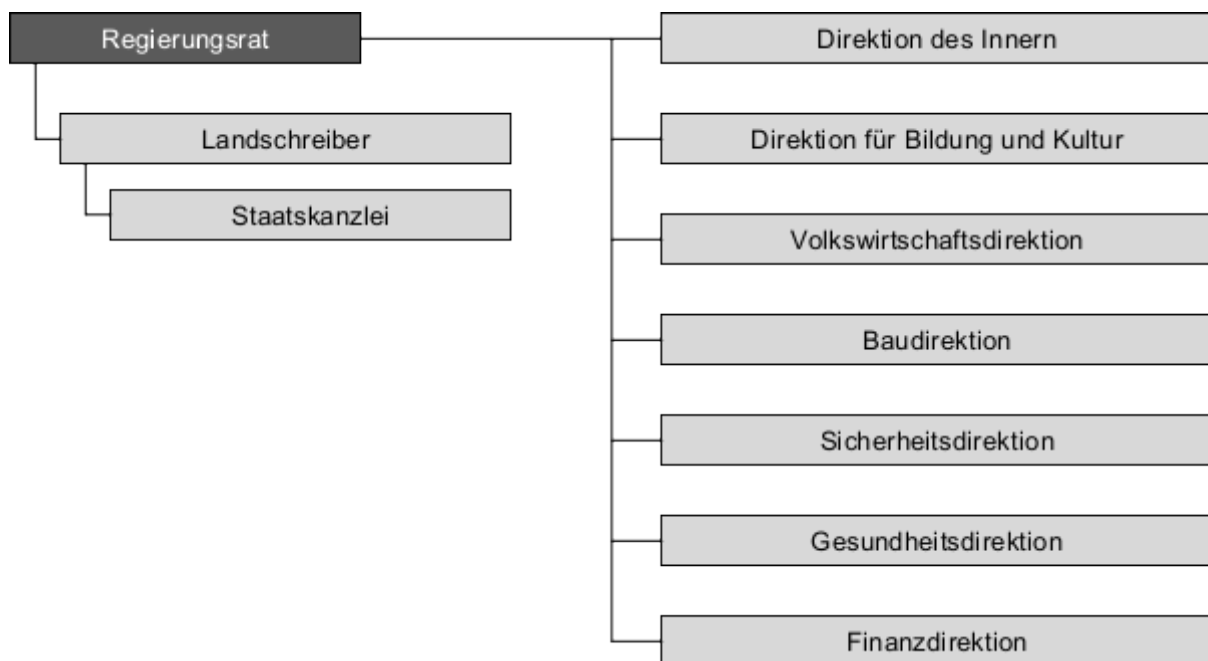 Regierungsrat
Landschreiber
Staatskanzlei
Direktion des Innern
Direktion für Bildung und Kultur
Volkswirtschaftsdirektion
Baudirektion
Sicherheitsdirektion
Gesundheitsdirektion
Finanzdirektion